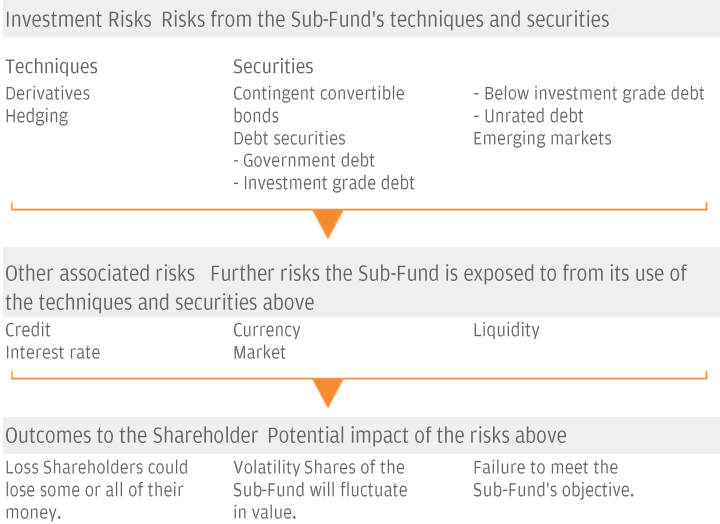 Investment Risks Risks from the Sub-Fund's techniques and securities
Techniques
Derivatives
Hedging
Securities
Contingent convertible
bonds
Debt securities
- Government debt
- Investment grade debt
- Below investment grade debt
- Unrated debt
Emerging markets
Other associated risks Further risks the Sub-Fund is exposed to from its use of
the techniques and securities above
Credit
Interest rate
Currency
Market
Liquidity
Outcomes to the Shareholder Potential impact of the risks above
Loss Shareholders could
lose some or all of their
money.
Volatility Shares of the
Sub-Fund will fluctuate
in value.
Failure to meet the
Sub-Fund's objective.